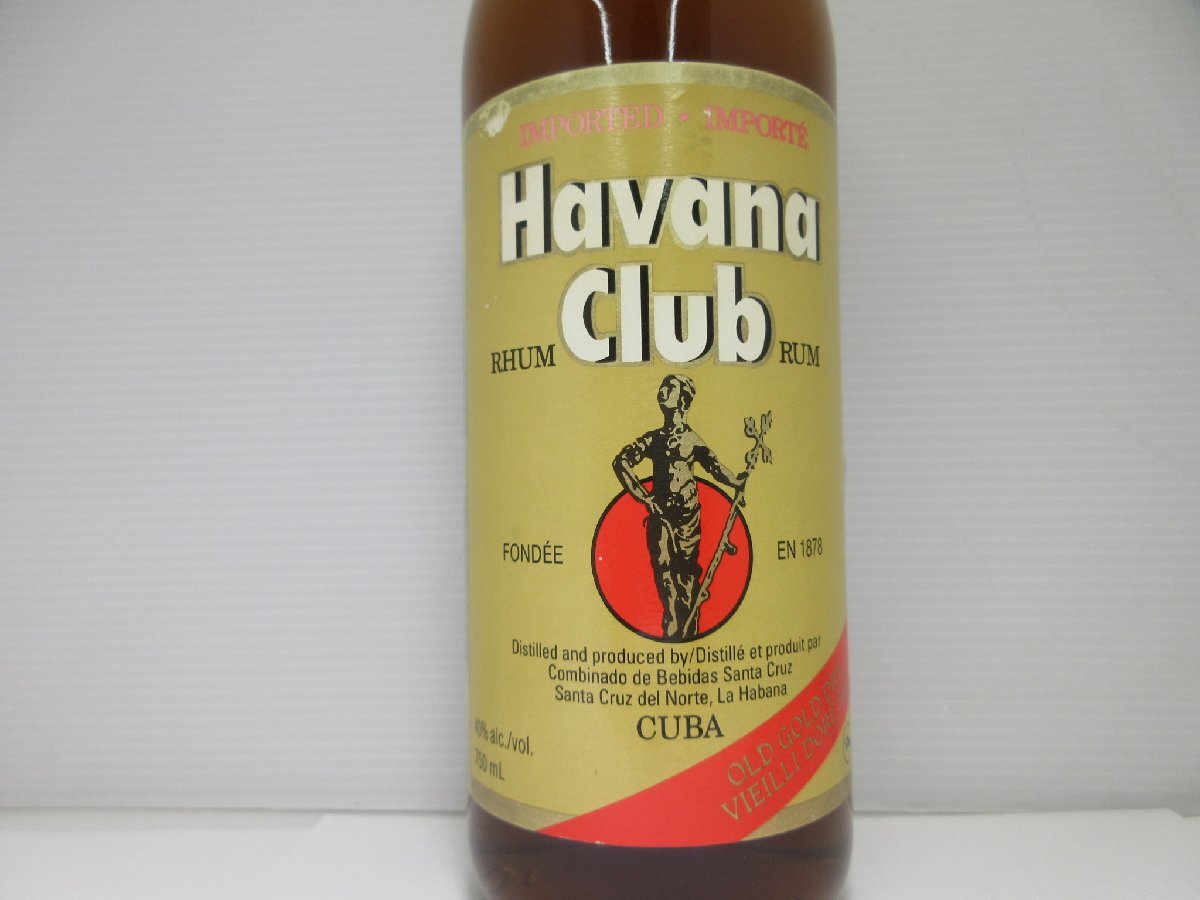 IMPORTED • IMPORTÉ
Havana
Club
RHUM RUM
FONDÉE EN 1878
Distilled and produced by/Distillé et produit par
Combinado de Bebidas Santa Cruz
Santa Cruz del Norte, La Habana
CUBA
40% alc./vol.
750 mL
OLD GOLD
VIEILLI DORÉ